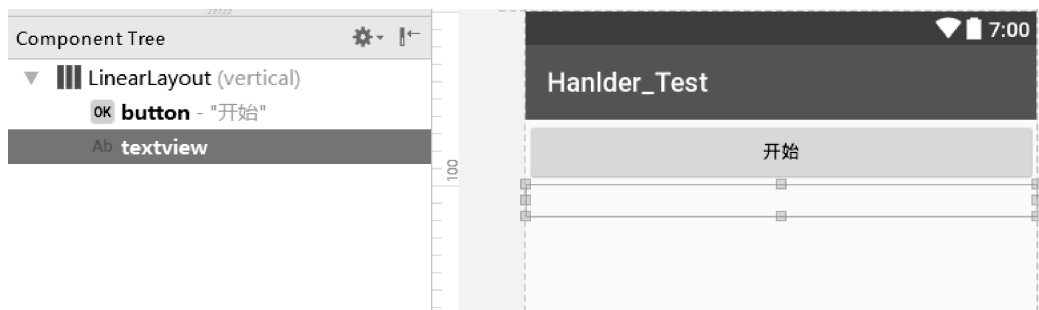 Component Tree
LinearLayout (vertical)
OK button - "开始"
Ab textview
100
7:00
Hanlder_Test
开始